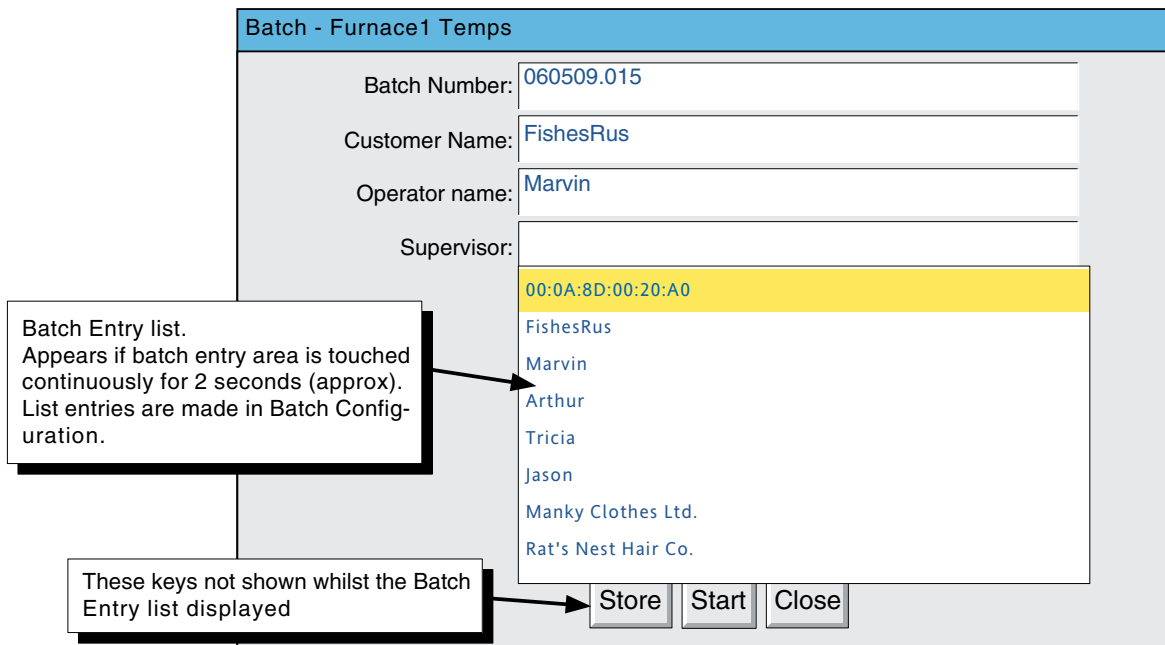 Batch - Furnace1 Temps
Batch Number: 060509.015
Customer Name: FishesRus
Operator name: Marvin
Supervisor:
00:0A:8D:00:20:A0
FishesRus
Marvin
Arthur
Tricia
Jason
Manky Clothes Ltd.
Rat's Nest Hair Co.
Batch Entry list.
Appears if batch entry area is touched
continuously for 2 seconds (approx).
List entries are made in Batch Config-
uration.
These keys not shown whilst the Batch
Entry list displayed
Store Start Close